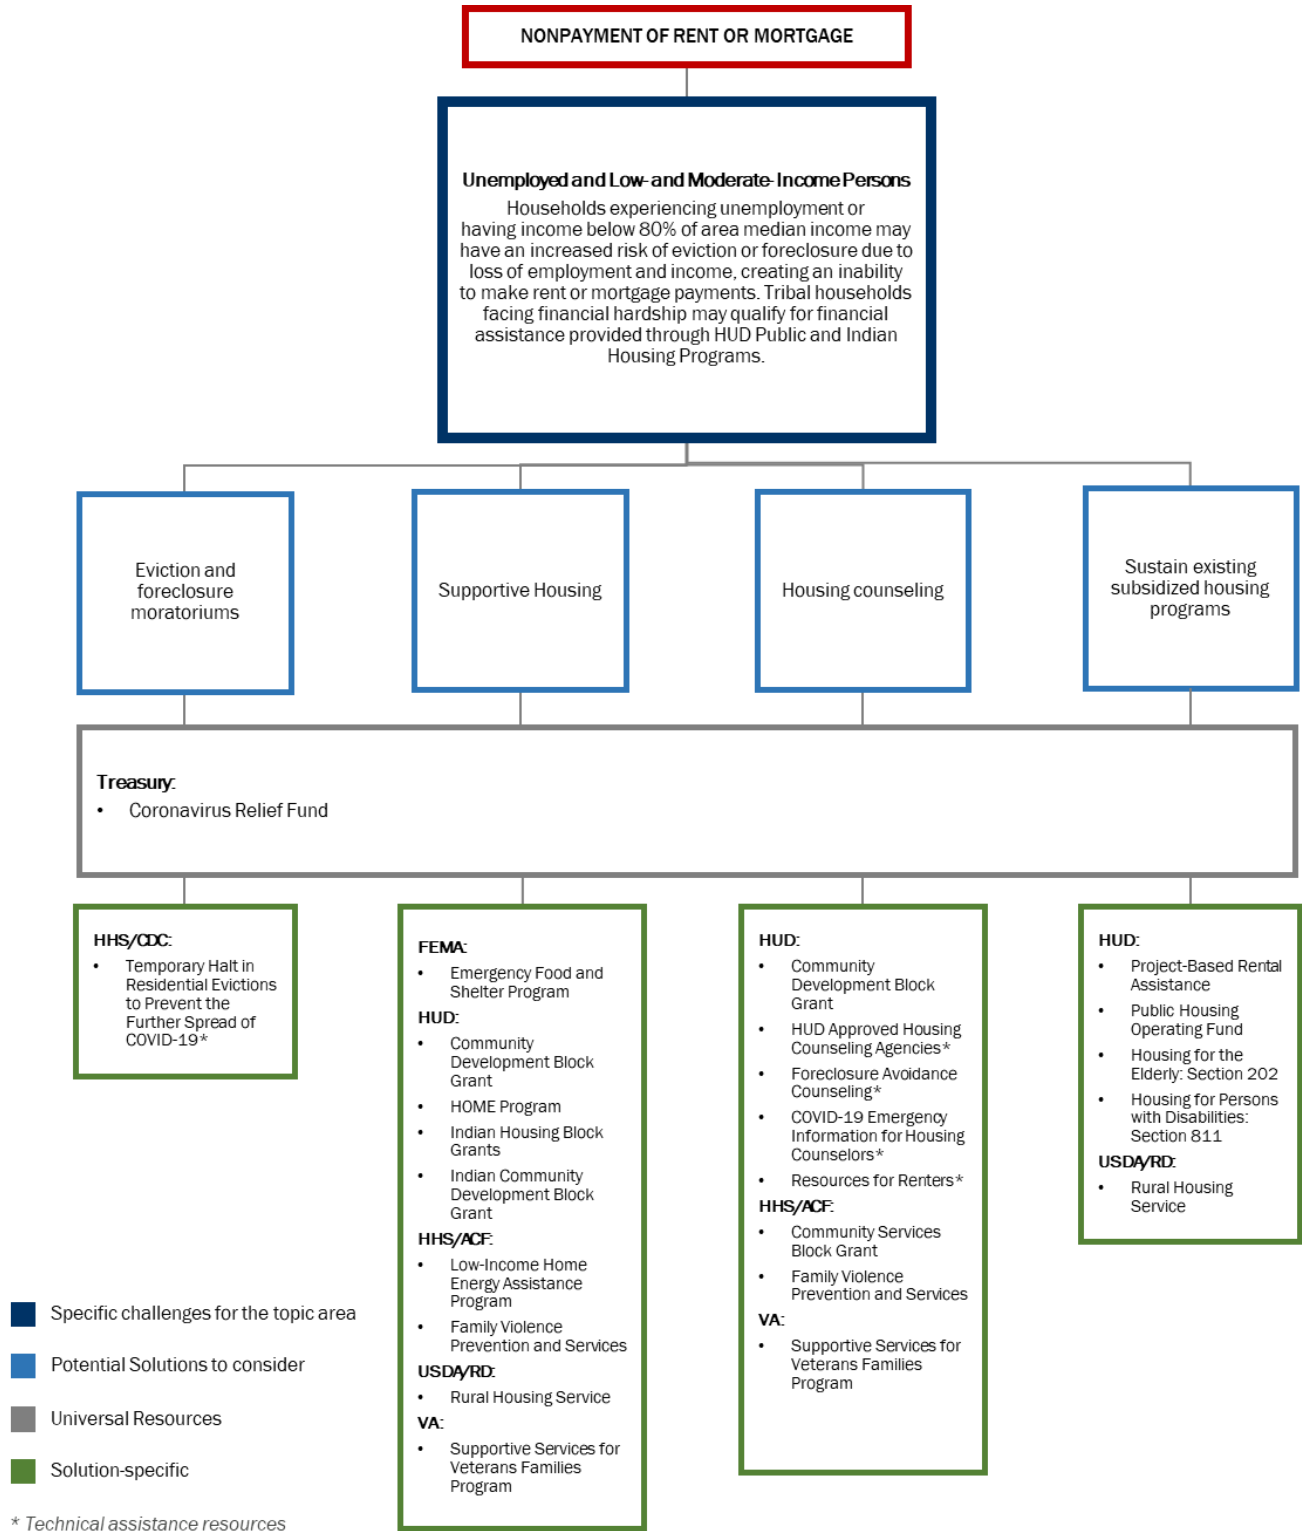 NONPAYMENT OF RENT OR MORTGAGE
Unemployed and Low- and Moderate- Income Persons
Households experiencing unemployment or
having income below 80% of area median income may
have an increased risk of eviction or foreclosure due to
loss of employment and income, creating an inability
to make rent or mortgage payments. Tribal households
facing financial hardship may qualify for financial
assistance provided through HUD Public and Indian
Housing Programs.
Eviction and
foreclosure
moratoriums
Supportive Housing
Housing counseling
Sustain existing
subsidized housing
programs
Treasury:
• Coronavirus Relief Fund
HHS/CDC:
• Temporary Halt in
Residential Evictions
to Prevent the
Further Spread of
COVID-19*
FEMA:
• Emergency Food and
Shelter Program
HUD:
• Community
Development Block
Grant
• HOME Program
• Indian Housing Block
Grants
• Indian Community
Development Block
Grant
HHS/ACF:
• Low-Income Home
Energy Assistance
Program
• Family Violence
Prevention and Services
USDA/RD:
• Rural Housing Service
VA:
• Supportive Services for
Veterans Families
Program
HUD:
• Community
Development Block
Grant
• HUD Approved Housing
Counseling Agencies*
• Foreclosure Avoidance
Counseling*
• COVID-19 Emergency
Information for Housing
Counselors*
• Resources for Renters*
HHS/ACF:
• Community Services
Block Grant
• Family Violence
Prevention and Services
VA:
• Supportive Services for
Veterans Families
Program
HUD:
• Project-Based Rental
Assistance
• Public Housing
Operating Fund
• Housing for the
Elderly: Section 202
• Housing for Persons
with Disabilities:
Section 811
USDA/RD:
• Rural Housing
Service
Specific challenges for the topic area
Potential Solutions to consider
Universal Resources
Solution-specific
* Technical assistance resources